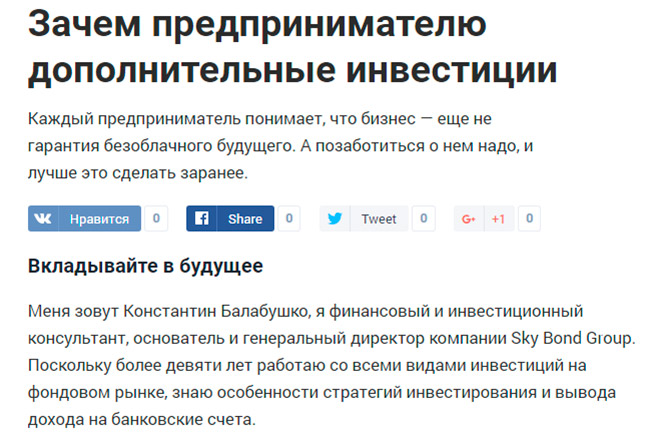 Зачем предпринимателю
дополнительные инвестиции
Каждый предприниматель понимает, что бизнес — еще не
гарантия безоблачного будущего. А позаботиться о нем надо, и
лучше это сделать заранее.
Нравится 0 Share 0 Tweet 0 G+ +1 0
Вкладывайте в будущее
Меня зовут Константин Балабушко, я финансовый и инвестиционный
консультант, основатель и генеральный директор компании Sky Bond Group.
Поскольку более девяти лет работаю со всеми видами инвестиций на
фондовом рынке, знаю особенности стратегий инвестирования и вывода
дохода на банковские счета.